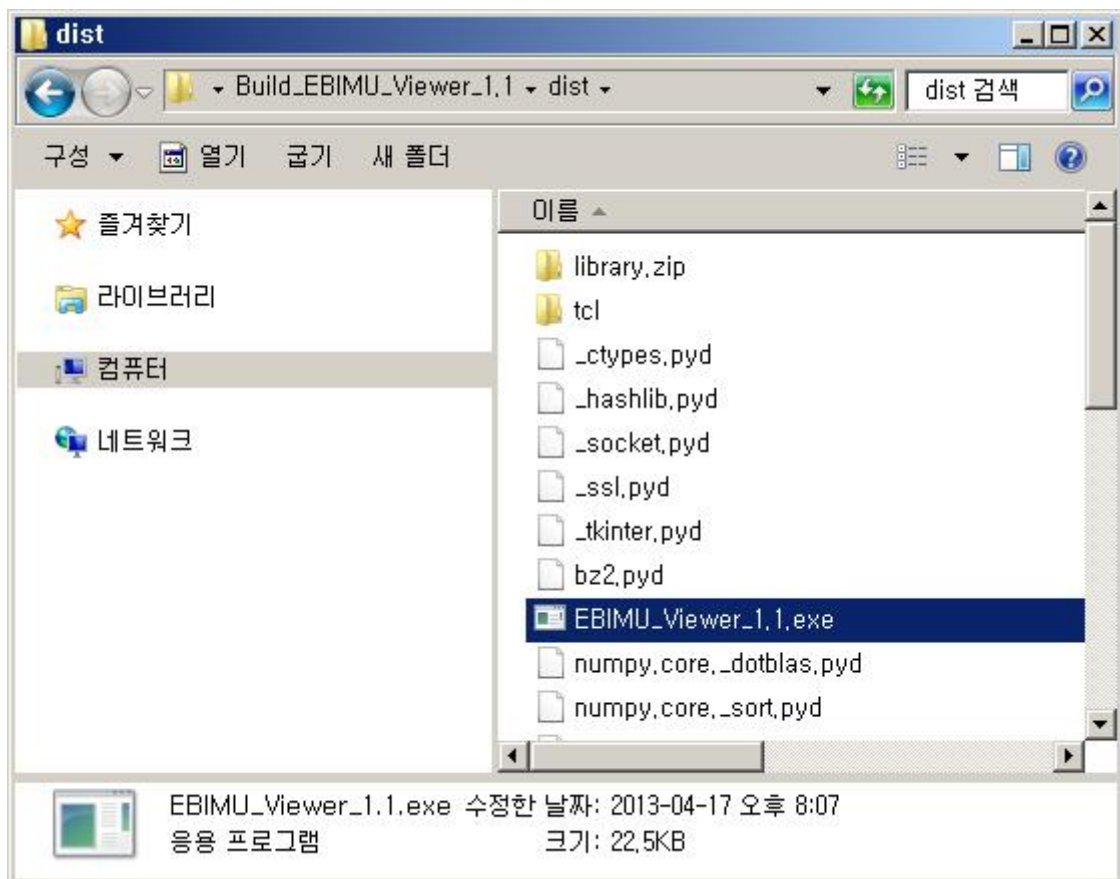 dist
Build_EBIMU_Viewer_1.1 dist
dist 검색
구성 열기 굽기 새 폴더
즐겨찾기
라이브러리
컴퓨터
네트워크
이름
library.zip
tcl
_ctypes.pyd
_hashlib.pyd
_socket.pyd
_ssl.pyd
_tkinter.pyd
bz2.pyd
EBIMU_Viewer_1.1.exe
numpy.core._dotblas.pyd
numpy.core._sort.pyd
EBIMU_Viewer_1.1.exe 수정한 날짜: 2013-04-17 오후 8:07
응용 프로그램 크기: 22.5KB